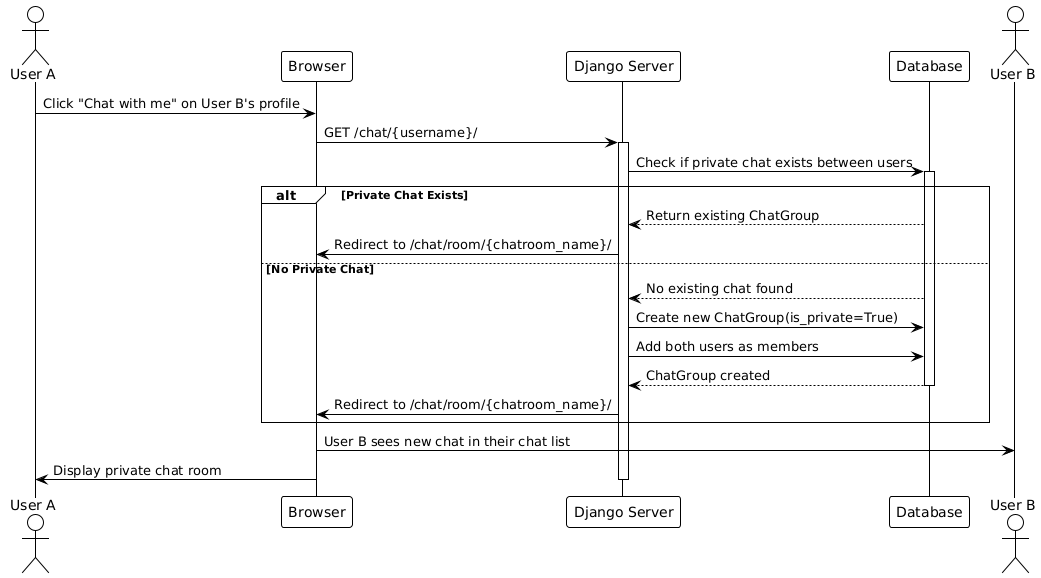 User A
User B
Browser
Django Server
Database
Click "Chat with me" on User B's profile
GET /chat/{username}/
Check if private chat exists between users
alt
[Private Chat Exists]
Return existing ChatGroup
Redirect to /chat/room/{chatroom_name}/
[No Private Chat]
No existing chat found
Create new ChatGroup(is_private=True)
Add both users as members
ChatGroup created
Redirect to /chat/room/{chatroom_name}/
User B sees new chat in their chat list
Display private chat room
User A
Browser
Django Server
Database
User B